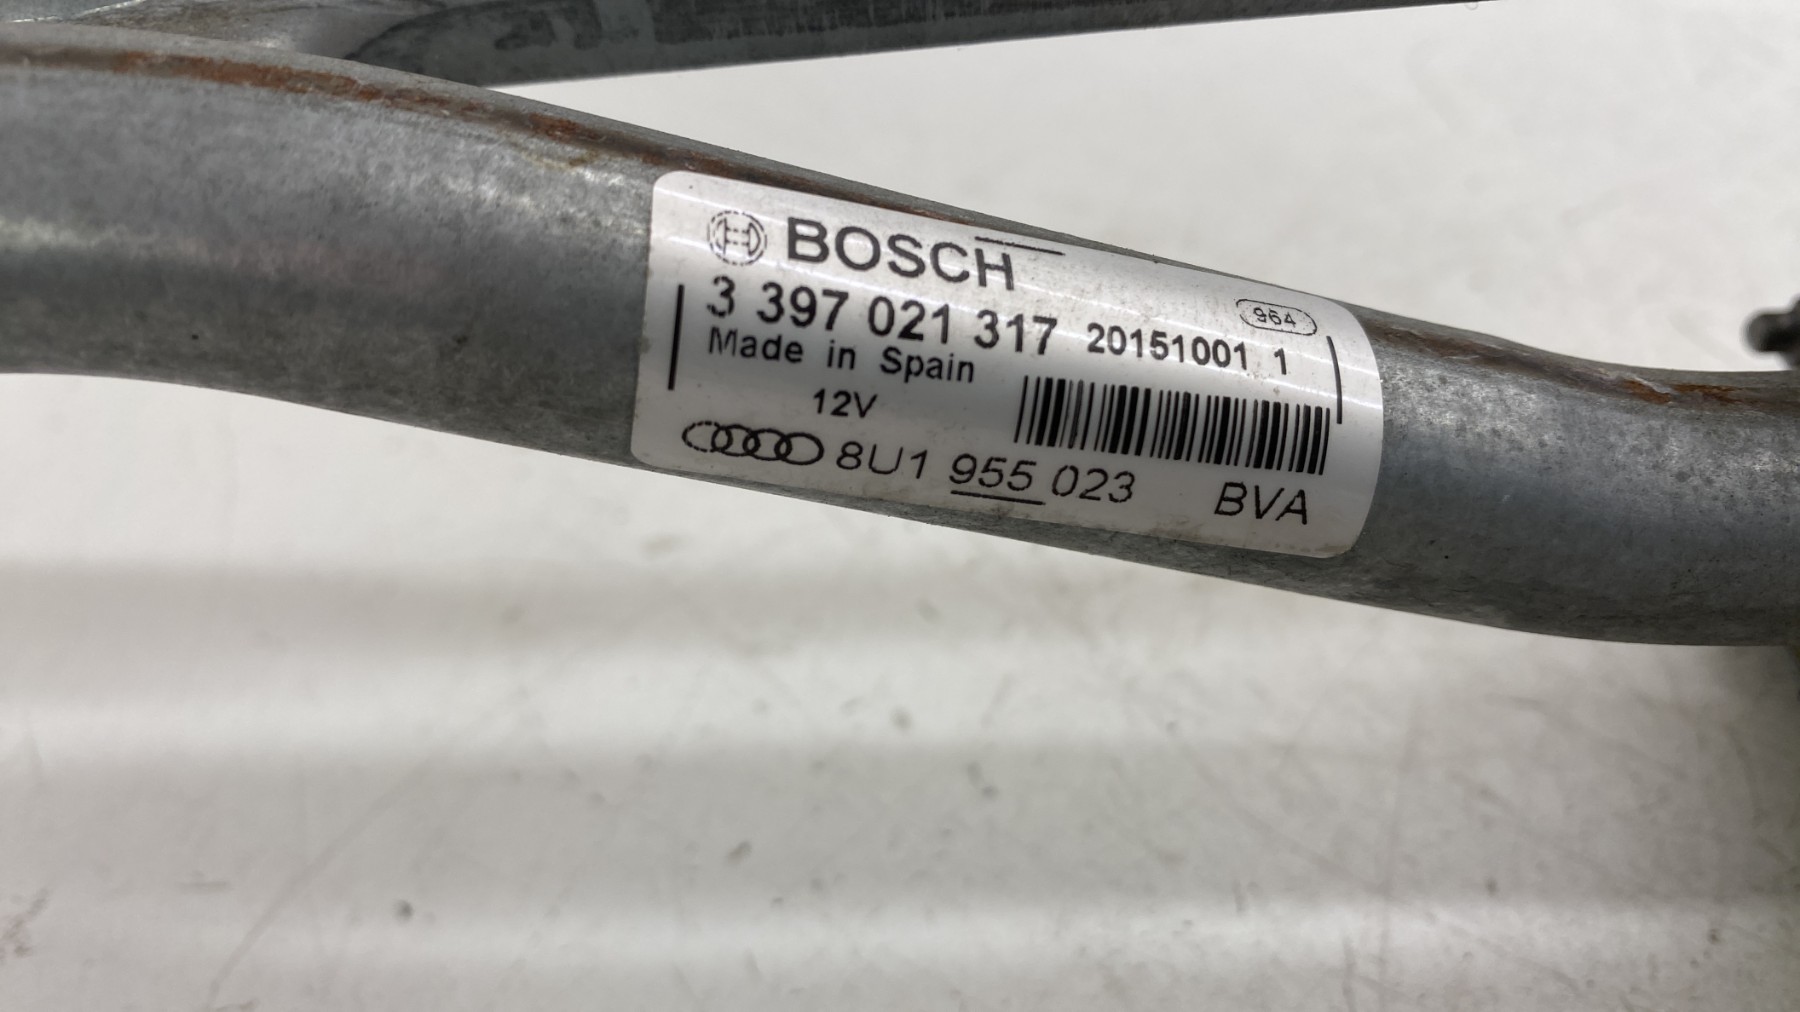 BOSCH
964
3 397 021 317 20151001 1
Made in Spain
12V
8U1 955 023 BVA